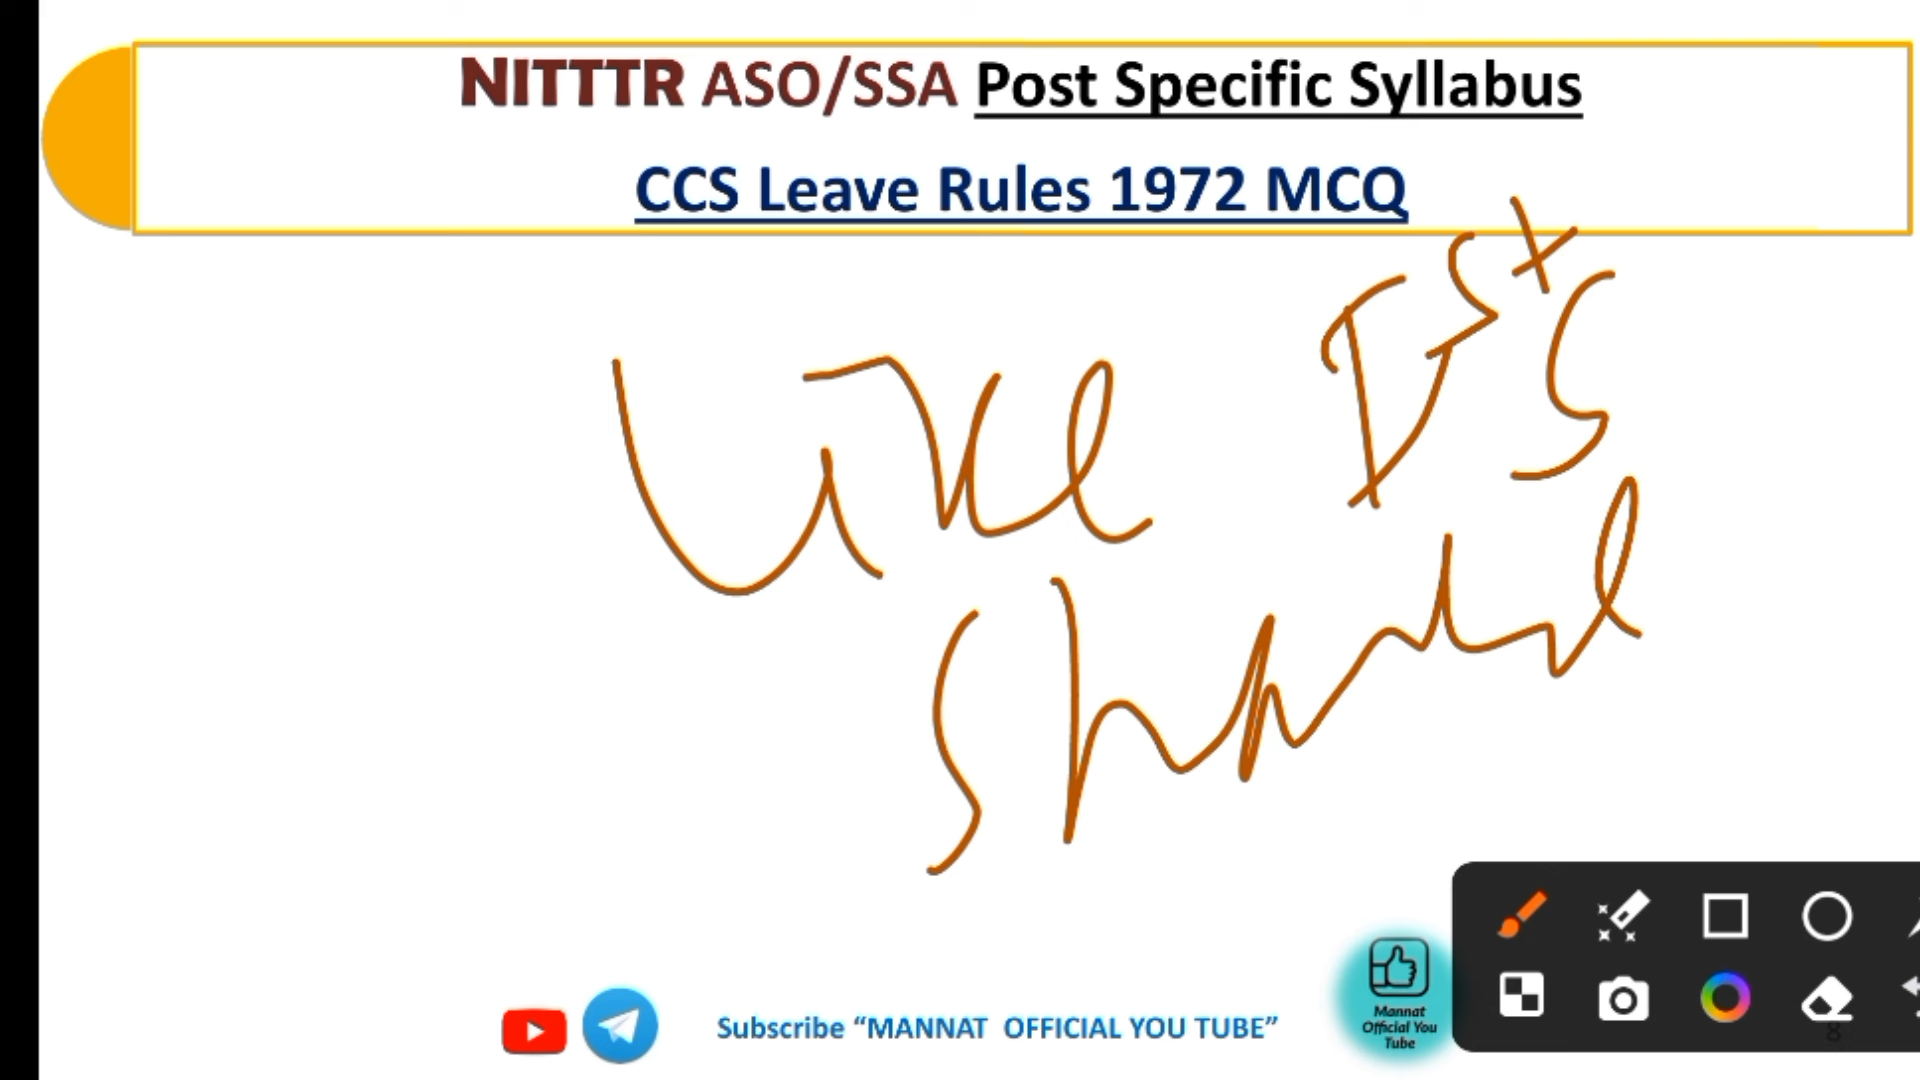 NITTTR ASO/SSA Post Specific Syllabus
CCS Leave Rules 1972 MCQ
Like
Share
Subscribe “MANNAT OFFICIAL YOU TUBE”
Mannat
Official You
Tube
8